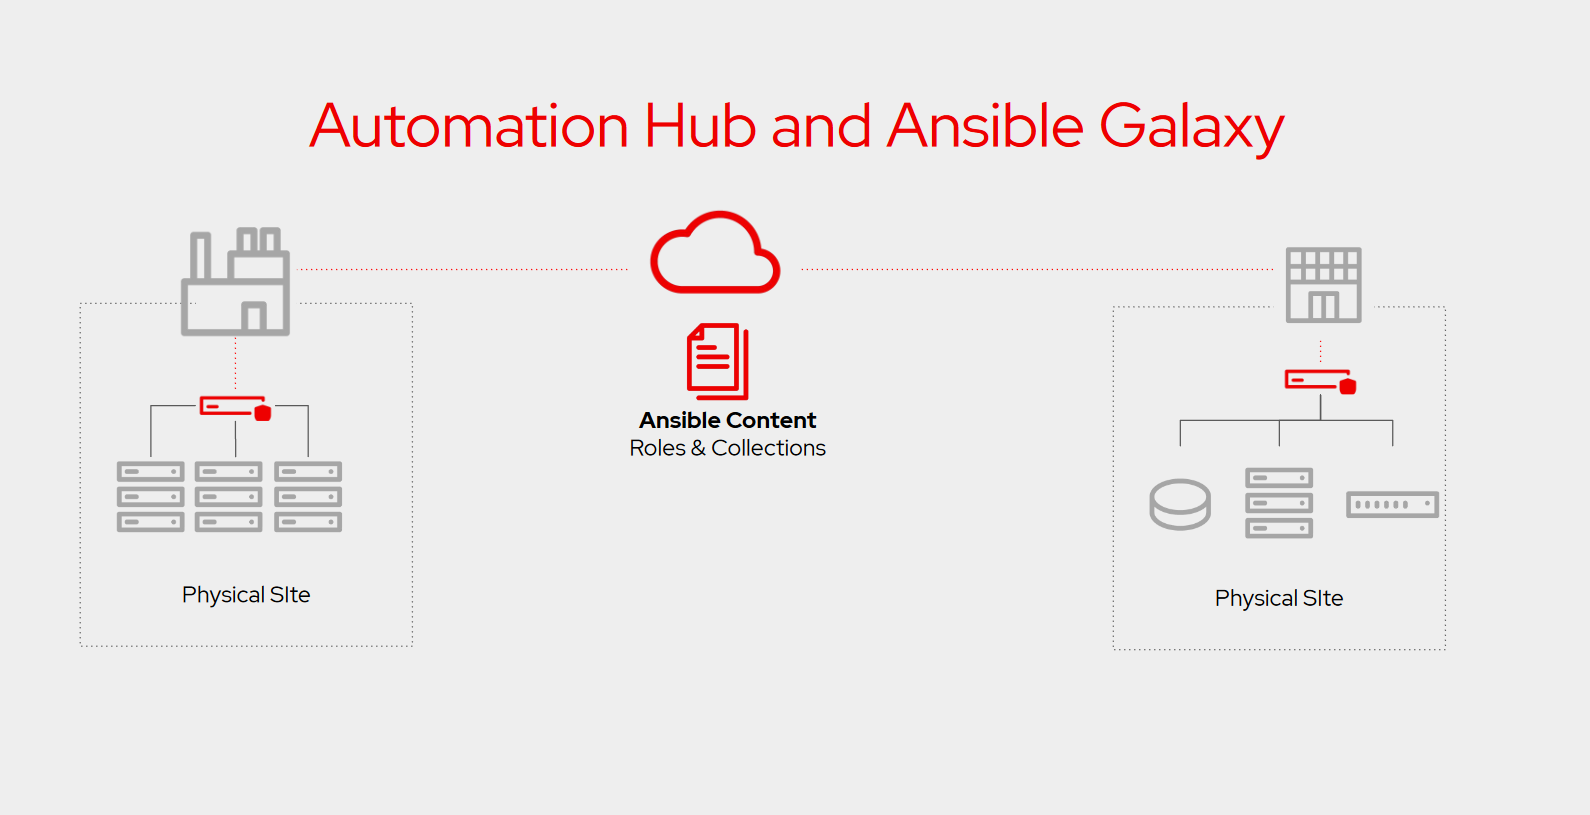 Automation Hub and Ansible Galaxy
Ansible Content
Roles & Collections
Physical SIte
Physical SIte